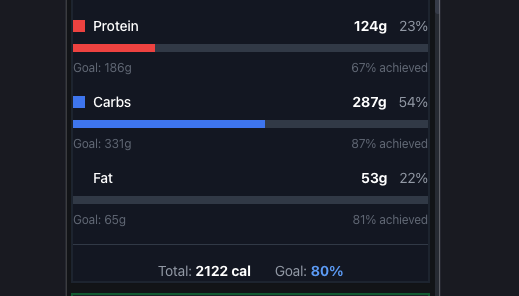 Protein 124g 23%
Goal: 186g 67% achieved
Carbs 287g 54%
Goal: 331g 87% achieved
Fat 53g 22%
Goal: 65g 81% achieved
Total: 2122 cal Goal: 80%